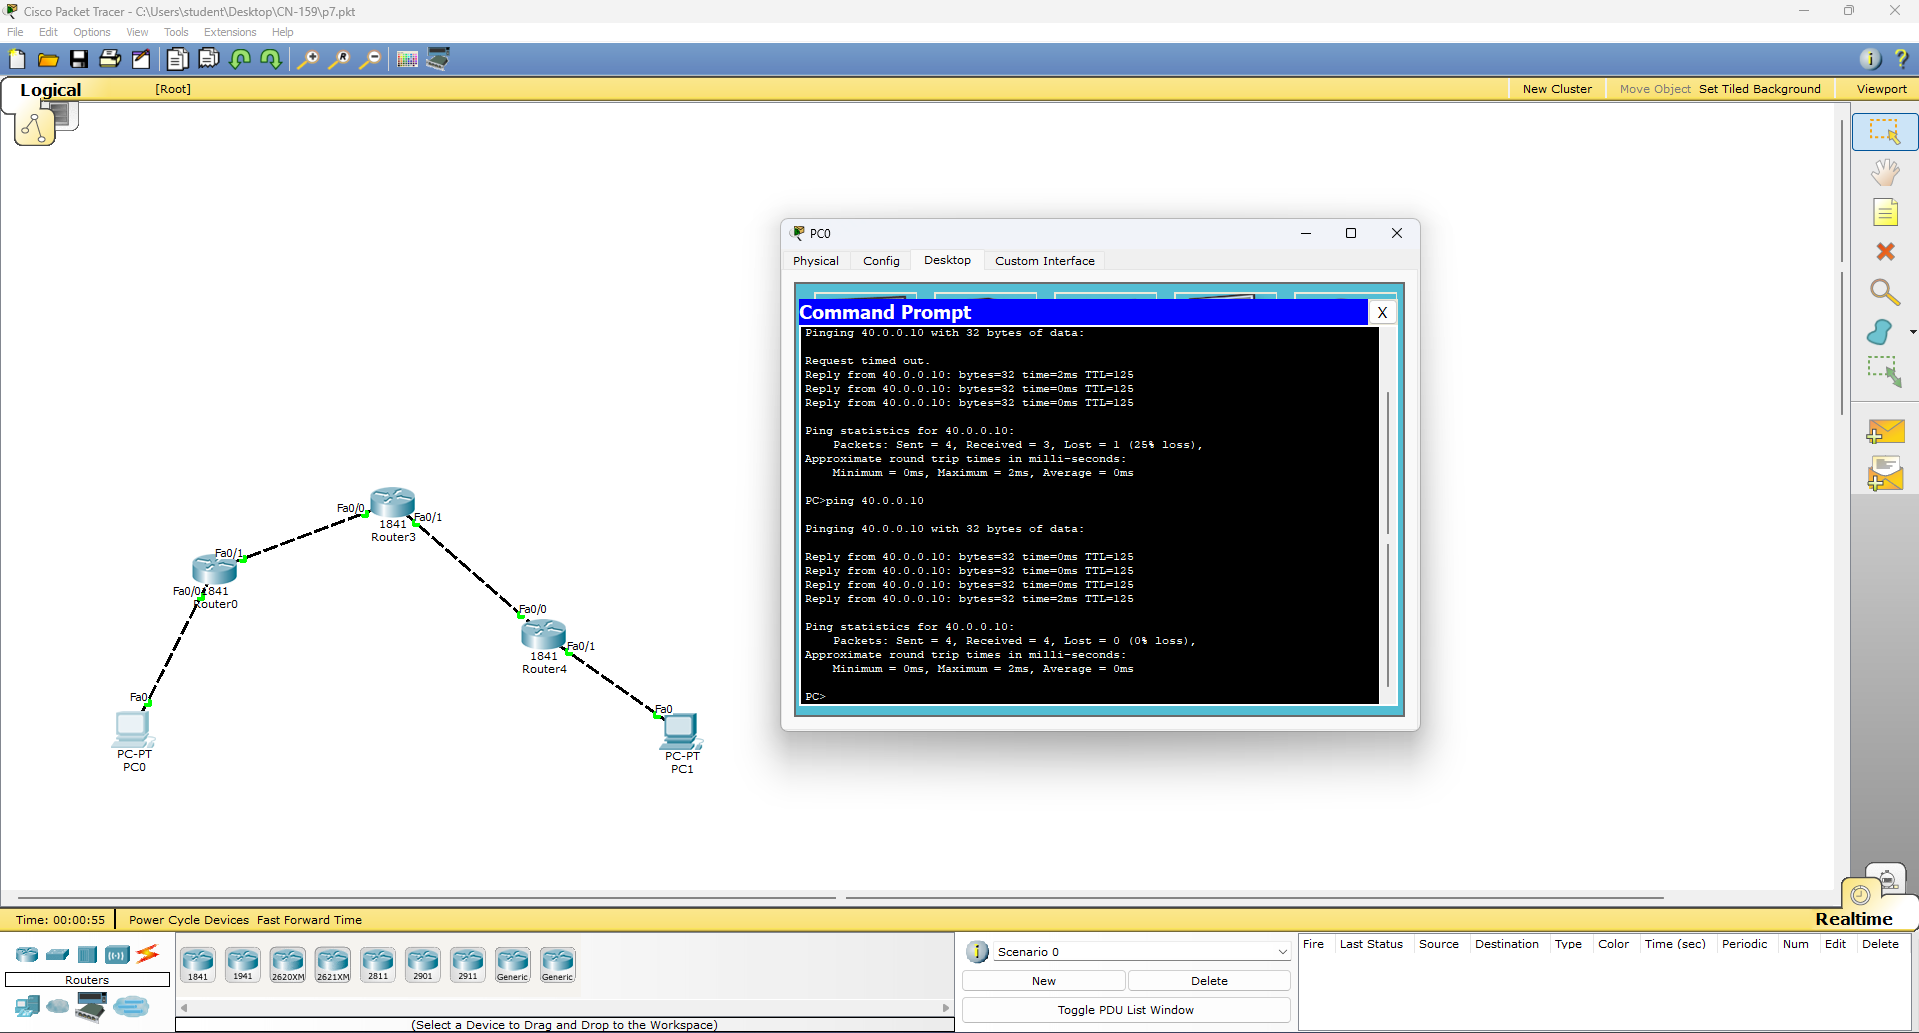 Cisco Packet Tracer - C:\Users\student\Desktop\CN-159\p7.pkt
File Edit Options View Tools Extensions Help
Logical [Root] New Cluster Move Object Set Tiled Background Viewport
PC0
Physical Config Desktop Custom Interface
Command Prompt X
Pinging 40.0.0.10 with 32 bytes of data:
Request timed out.
Reply from 40.0.0.10: bytes=32 time=2ms TTL=125
Reply from 40.0.0.10: bytes=32 time=0ms TTL=125
Reply from 40.0.0.10: bytes=32 time=0ms TTL=125
Ping statistics for 40.0.0.10:
Packets: Sent = 4, Received = 3, Lost = 1 (25% loss),
Approximate round trip times in milli-seconds:
Minimum = 0ms, Maximum = 2ms, Average = 0ms
PC>ping 40.0.0.10
Pinging 40.0.0.10 with 32 bytes of data:
Reply from 40.0.0.10: bytes=32 time=0ms TTL=125
Reply from 40.0.0.10: bytes=32 time=0ms TTL=125
Reply from 40.0.0.10: bytes=32 time=0ms TTL=125
Reply from 40.0.0.10: bytes=32 time=2ms TTL=125
Ping statistics for 40.0.0.10:
Packets: Sent = 4, Received = 4, Lost = 0 (0% loss),
Approximate round trip times in milli-seconds:
Minimum = 0ms, Maximum = 2ms, Average = 0ms
PC>
Fa0/0
Fa0/1
1841
Router3
Fa0/1
Fa0/0
1841
Router0
Fa0/0
Fa0/1
1841
Router4
Fa0
PC-PT
PC0
Fa0
PC-PT
PC1
Time: 00:00:55 Power Cycle Devices Fast Forward Time
Realtime
Routers
1841 1941 2620XM 2621XM 2811 2901 2911 Generic Generic
(Select a Device to Drag and Drop to the Workspace)
Scenario 0
New Delete
Toggle PDU List Window
Fire Last Status Source Destination Type Color Time (sec) Periodic Num Edit Delete